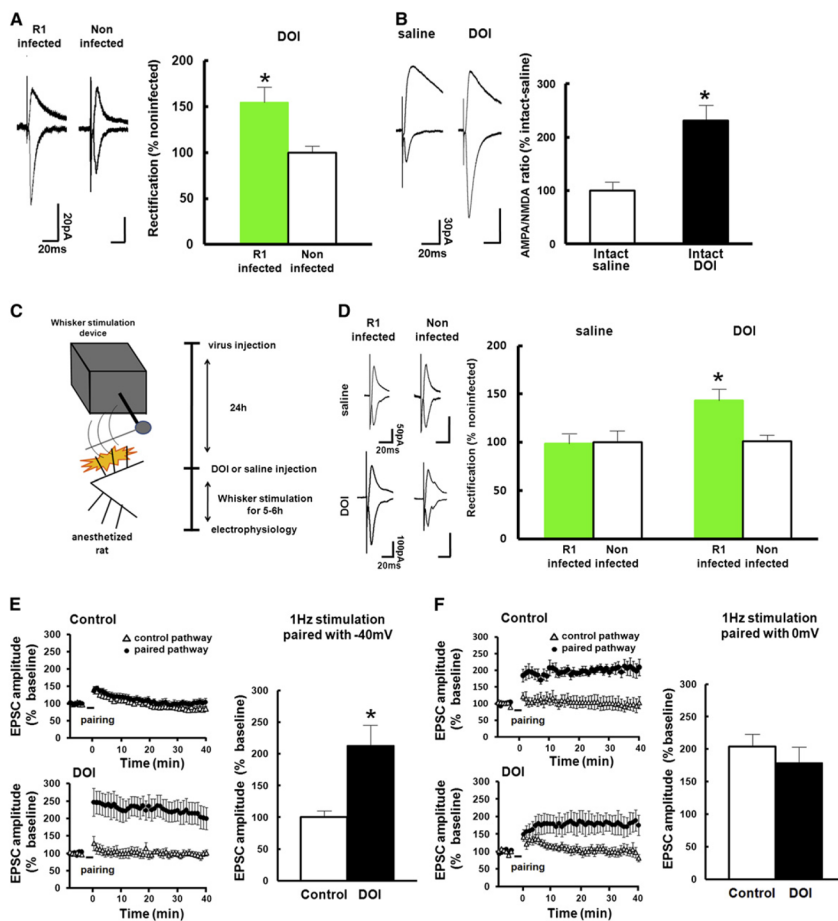 A
R1
infected
Non
infected
20pA
20ms
DOI
Rectification (% noninfected)
200
150
100
50
0
*
R1
infected
Non
infected
B
saline
DOI
30pA
20ms
AMPA/NMDA ratio (% intact-saline)
300
200
100
0
*
Intact
saline
Intact
DOI
C
Whisker stimulation
device
anesthetized
rat
virus injection
24h
DOI or saline injection
Whisker stimulation
for 5-6h
electrophysiology
D
R1
infected
Non
infected
saline
50pA
20ms
DOI
100pA
20ms
saline
DOI
Rectification (% noninfected)
200
150
100
50
0
*
R1
infected
Non
infected
R1
infected
Non
infected
E
Control
EPSC amplitude
(% baseline)
300
250
200
150
100
50
0
control pathway
paired pathway
pairing
0
10
20
30
40
Time (min)
DOI
EPSC amplitude
(% baseline)
300
250
200
150
100
50
0
pairing
0
10
20
30
40
Time (min)
1Hz stimulation
paired with -40mV
EPSC amplitude (% baseline)
300
250
200
150
100
50
0
*
Control
DOI
F
Control
EPSC amplitude
(% baseline)
300
250
200
150
100
50
0
control pathway
paired pathway
pairing
0
10
20
30
40
Time (min)
DOI
EPSC amplitude
(% baseline)
300
250
200
150
100
50
0
pairing
0
10
20
30
40
Time (min)
1Hz stimulation
paired with 0mV
EPSC amplitude (% baseline)
300
250
200
150
100
50
0
Control
DOI